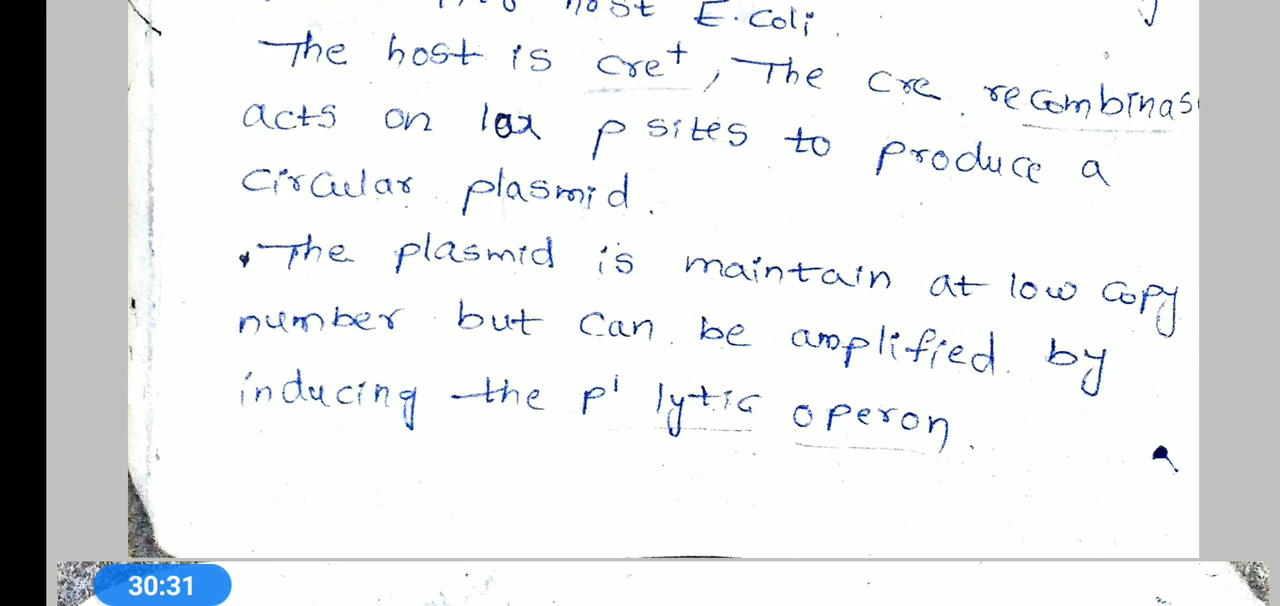 host E.coli.
The host is cre+, The cre recombinas
acts on lox p sites to produce a
circular plasmid.
The plasmid is maintain at low copy
number but can be amplified by
inducing the p' lytic operon.
30:31